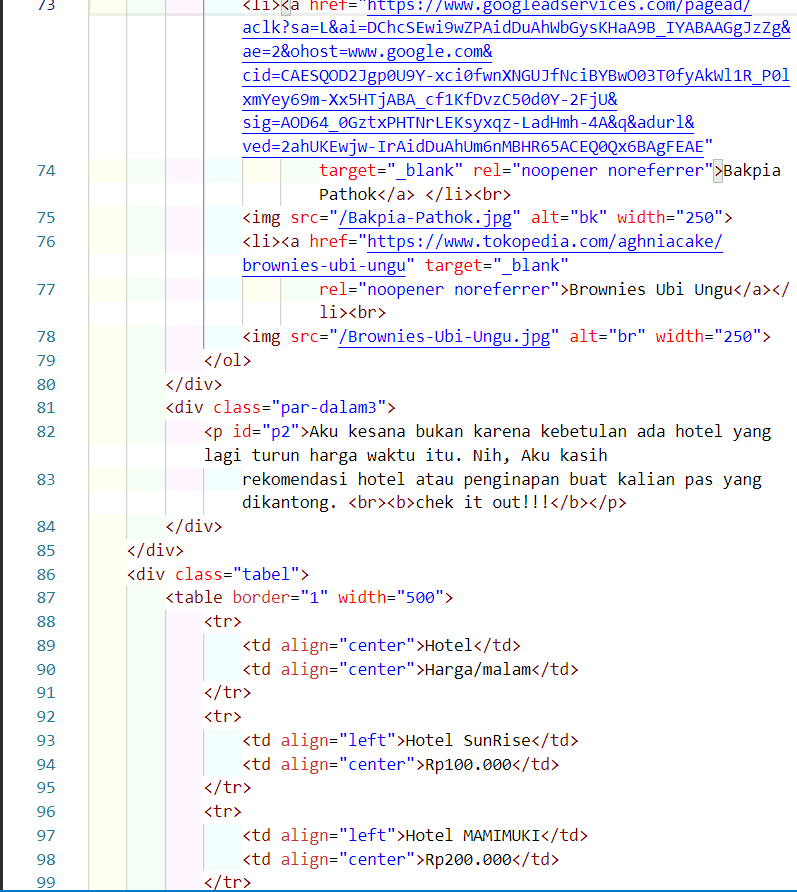 73 <li><a href="https://www.googleadservices.com/pagead/
aclk?sa=L&ai=DChcSEwi9wZPAidDuAhWbGysKHaA9B_IYABAAGgJzZg&
ae=2&ohost=www.google.com&
cid=CAESQOD2Jgp0U9Y-xci0fwnXNGUJfNciBYBwO03T0fyAkWl1R_P0l
xmYey69m-Xx5HTjABA_cf1KfDvzC50d0Y-2FjU&
sig=AOD64_0GztxPHTNrLEKsyxqz-LadHmh-4A&q&adurl&
ved=2ahUKEwjw-IrAidDuAhUm6nMBHR65ACEQ0Qx6BAgFEAE"
74 target="_blank" rel="noopener noreferrer">Bakpia
Pathok</a> </li><br>
75 <img src="/Bakpia-Pathok.jpg" alt="bk" width="250">
76 <li><a href="https://www.tokopedia.com/aghniacake/
brownies-ubi-ungu" target="_blank"
77 rel="noopener noreferrer">Brownies Ubi Ungu</a></
li><br>
78 <img src="/Brownies-Ubi-Ungu.jpg" alt="br" width="250">
79 </ol>
80 </div>
81 <div class="par-dalam3">
82 <p id="p2">Aku kesana bukan karena kebetulan ada hotel yang
lagi turun harga waktu itu. Nih, Aku kasih
83 rekomendasi hotel atau penginapan buat kalian pas yang
dikantong. <br><b>chek it out!!!</b></p>
84 </div>
85 </div>
86 <div class="tabel">
87 <table border="1" width="500">
88 <tr>
89 <td align="center">Hotel</td>
90 <td align="center">Harga/malam</td>
91 </tr>
92 <tr>
93 <td align="left">Hotel SunRise</td>
94 <td align="center">Rp100.000</td>
95 </tr>
96 <tr>
97 <td align="left">Hotel MAMIMUKI</td>
98 <td align="center">Rp200.000</td>
99 </tr>